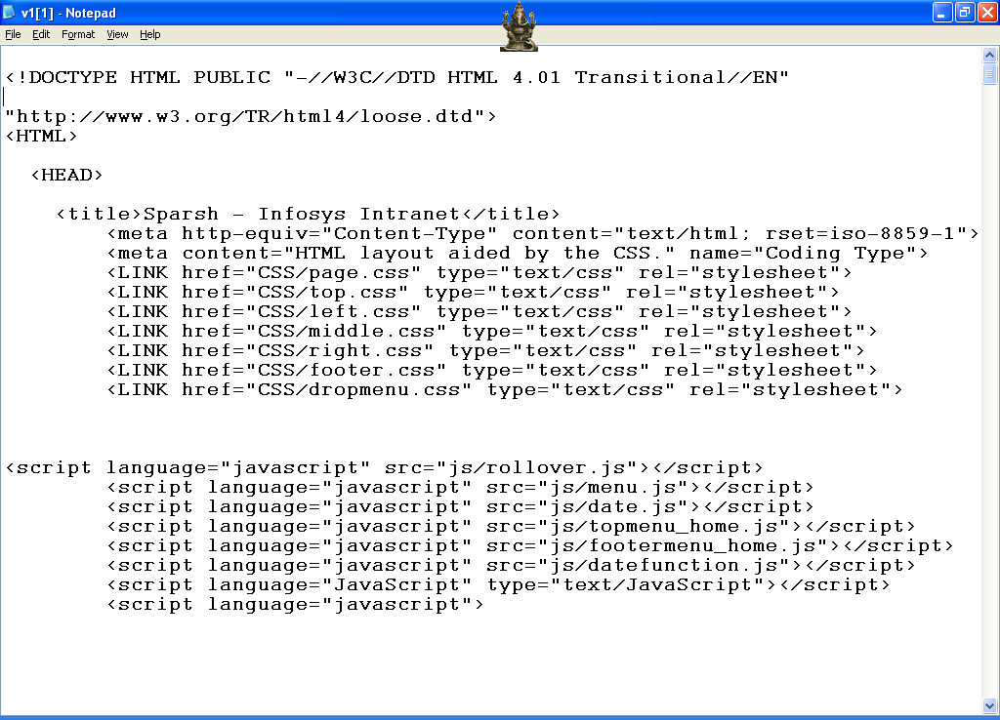 v1[1] - Notepad
File Edit Format View Help
<!DOCTYPE HTML PUBLIC "-//W3C//DTD HTML 4.01 Transitional//EN"
"http://www.w3.org/TR/html4/loose.dtd">
<HTML>
<HEAD>
<title>Sparsh - Infosys Intranet</title>
<meta http-equiv="Content-Type" content="text/html; rset=iso-8859-1">
<meta content="HTML layout aided by the CSS." name="Coding Type">
<LINK href="CSS/page.css" type="text/css" rel="stylesheet">
<LINK href="CSS/top.css" type="text/css" rel="stylesheet">
<LINK href="CSS/left.css" type="text/css" rel="stylesheet">
<LINK href="CSS/middle.css" type="text/css" rel="stylesheet">
<LINK href="CSS/right.css" type="text/css" rel="stylesheet">
<LINK href="CSS/footer.css" type="text/css" rel="stylesheet">
<LINK href="CSS/dropmenu.css" type="text/css" rel="stylesheet">
<script language="javascript" src="js/rollover.js"></script>
<script language="javascript" src="js/menu.js"></script>
<script language="javascript" src="js/date.js"></script>
<script language="javascript" src="js/topmenu_home.js"></script>
<script language="javascript" src="js/footermenu_home.js"></script>
<script language="javascript" src="js/datefunction.js"></script>
<script language="JavaScript" type="text/JavaScript"></script>
<script language="javascript">